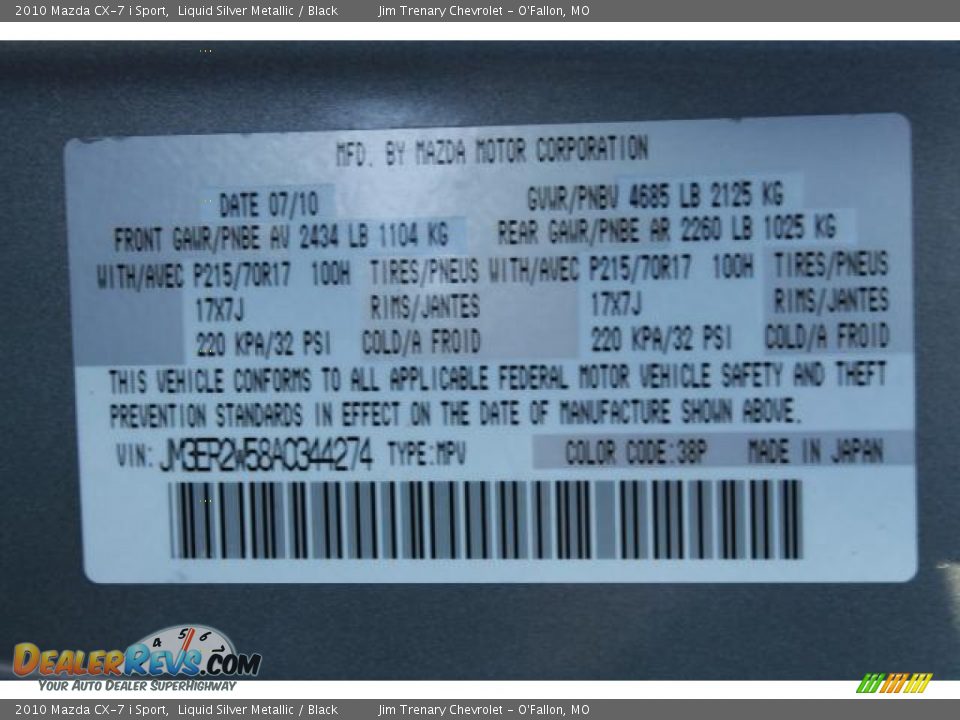 2010 Mazda CX-7 i Sport, Liquid Silver Metallic / Black Jim Trenary Chevrolet - O'Fallon, MO
MFD. BY MAZDA MOTOR CORPORATION
DATE 07/10 GVWR/PNBV 4685 LB 2125 KG
FRONT GAWR/PNBE AV 2434 LB 1104 KG REAR GAWR/PNBE AR 2260 LB 1025 KG
WITH/AVEC P215/70R17 100H TIRES/PNEUS WITH/AVEC P215/70R17 100H TIRES/PNEUS
17X7J RIMS/JANTES 17X7J RIMS/JANTES
220 KPA/32 PSI COLD/A FROID 220 KPA/32 PSI COLD/A FROID
THIS VEHICLE CONFORMS TO ALL APPLICABLE FEDERAL MOTOR VEHICLE SAFETY AND THEFT
PREVENTION STANDARDS IN EFFECT ON THE DATE OF MANUFACTURE SHOWN ABOVE.
VIN: JM3ER2W58A0344274 TYPE:MPV COLOR CODE:38P MADE IN JAPAN
4 5 6 7
DEALERREVS.COM
YOUR AUTO DEALER SUPERHIGHWAY
2010 Mazda CX-7 i Sport, Liquid Silver Metallic / Black Jim Trenary Chevrolet - O'Fallon, MO